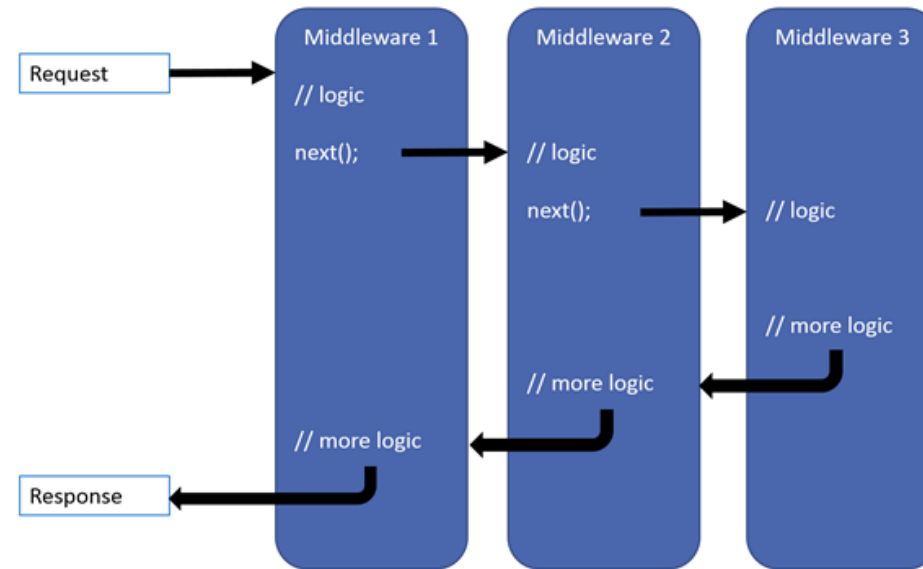 Request
Middleware 1
// logic
next();
// more logic
Middleware 2
// logic
next();
// more logic
Middleware 3
// logic
// more logic
Response